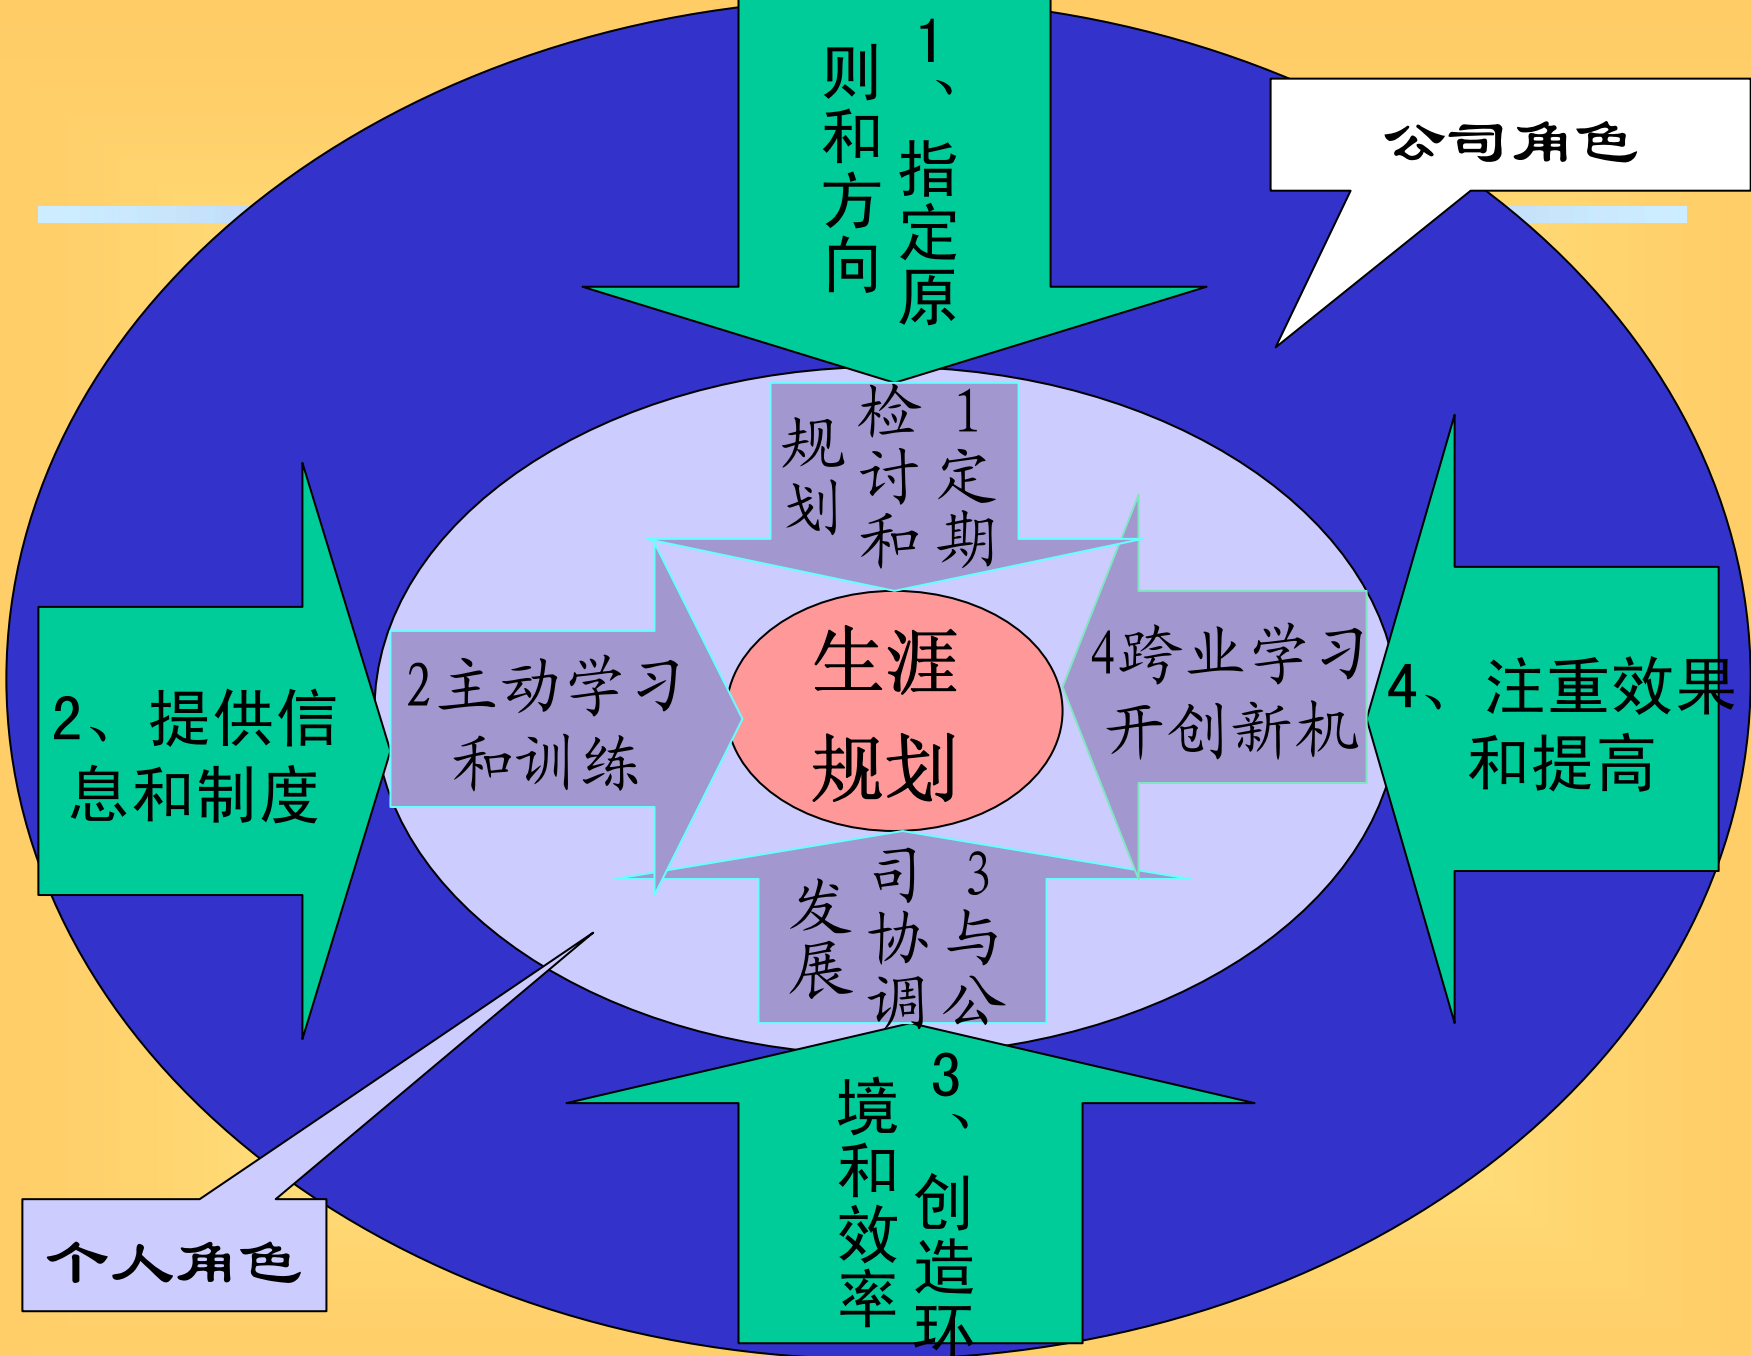 1、指定原
则和方向
公司角色
1定期
检讨和
规划
2、提供信
息和制度
2主动学习
和训练
生涯
规划
4跨业学习
开创新机
4、注重效果
和提高
3与公
司协调
发展
3、创造环
境和效率
个人角色